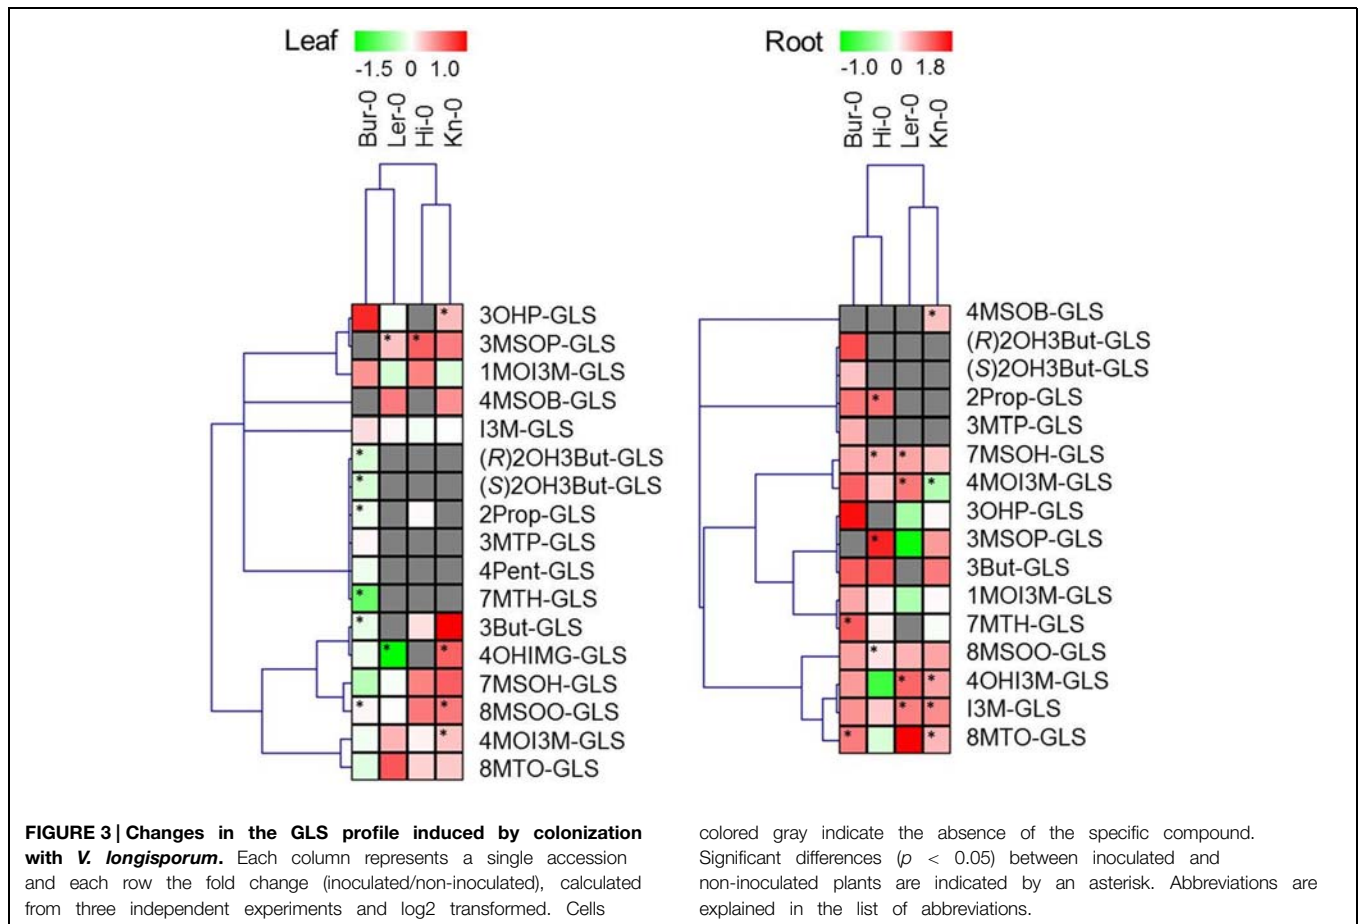 Leaf
-1.5 0 1.0
Bur-0
Ler-0
Hi-0
Kn-0
3OHP-GLS
3MSOP-GLS
1MOI3M-GLS
4MSOB-GLS
I3M-GLS
(R)2OH3But-GLS
(S)2OH3But-GLS
2Prop-GLS
3MTP-GLS
4Pent-GLS
7MTH-GLS
3But-GLS
4OHIMG-GLS
7MSOH-GLS
8MSOO-GLS
4MOI3M-GLS
8MTO-GLS
Root
-1.0 0 1.8
Bur-0
Hi-0
Ler-0
Kn-0
4MSOB-GLS
(R)2OH3But-GLS
(S)2OH3But-GLS
2Prop-GLS
3MTP-GLS
7MSOH-GLS
4MOI3M-GLS
3OHP-GLS
3MSOP-GLS
3But-GLS
1MOI3M-GLS
7MTH-GLS
8MSOO-GLS
4OHI3M-GLS
I3M-GLS
8MTO-GLS
FIGURE 3 | Changes in the GLS profile induced by colonization
with V. longisporum. Each column represents a single accession
and each row the fold change (inoculated/non-inoculated), calculated
from three independent experiments and log2 transformed. Cells
colored gray indicate the absence of the specific compound.
Significant differences (p < 0.05) between inoculated and
non-inoculated plants are indicated by an asterisk. Abbreviations are
explained in the list of abbreviations.